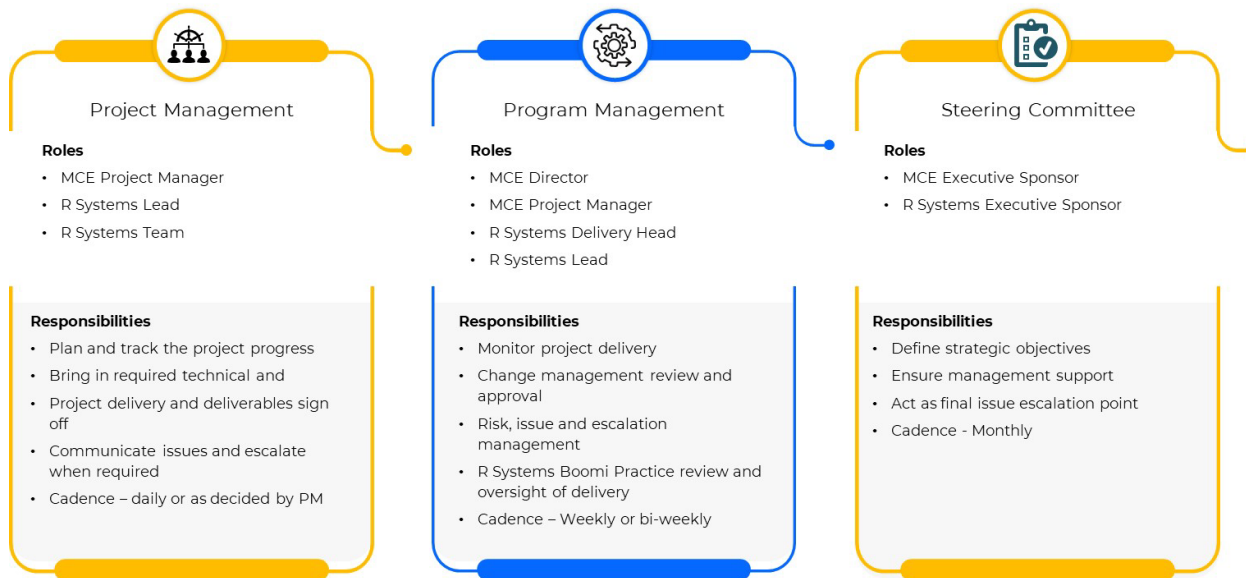 Project Management
Roles
• MCE Project Manager
• R Systems Lead
• R Systems Team
Responsibilities
• Plan and track the project progress
• Bring in required technical and
• Project delivery and deliverables sign
off
• Communicate issues and escalate
when required
• Cadence – daily or as decided by PM
Program Management
Roles
• MCE Director
• MCE Project Manager
• R Systems Delivery Head
• R Systems Lead
Responsibilities
• Monitor project delivery
• Change management review and
approval
• Risk, issue and escalation
management
• R Systems Boomi Practice review and
oversight of delivery
• Cadence – Weekly or bi-weekly
Steering Committee
Roles
• MCE Executive Sponsor
• R Systems Executive Sponsor
Responsibilities
• Define strategic objectives
• Ensure management support
• Act as final issue escalation point
• Cadence - Monthly